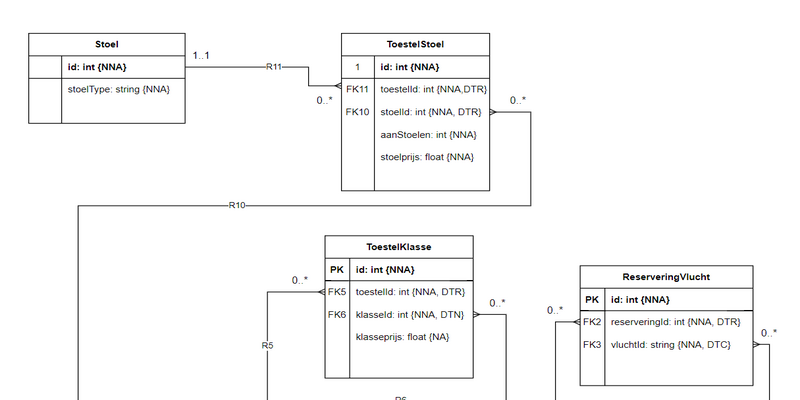 Stoel
id: int {NNA}
stoelType: string {NNA}
1..1
R11
0..*
ToestelStoel
1 id: int {NNA}
FK11 toestelId: int {NNA,DTR}
FK10 stoelId: int {NNA, DTR}
aanStoelen: int {NNA}
stoelprijs: float {NNA}
0..*
R10
ToestelKlasse
PK id: int {NNA}
FK5 toestelId: int {NNA, DTR}
FK6 klasseId: int {NNA, DTN}
klasseprijs: float {NA}
0..*
0..*
R5
ReserveringVlucht
PK id: int {NNA}
FK2 reserveringId: int {NNA, DTR}
FK3 vluchtId: string {NNA, DTC}
0..*
0..*